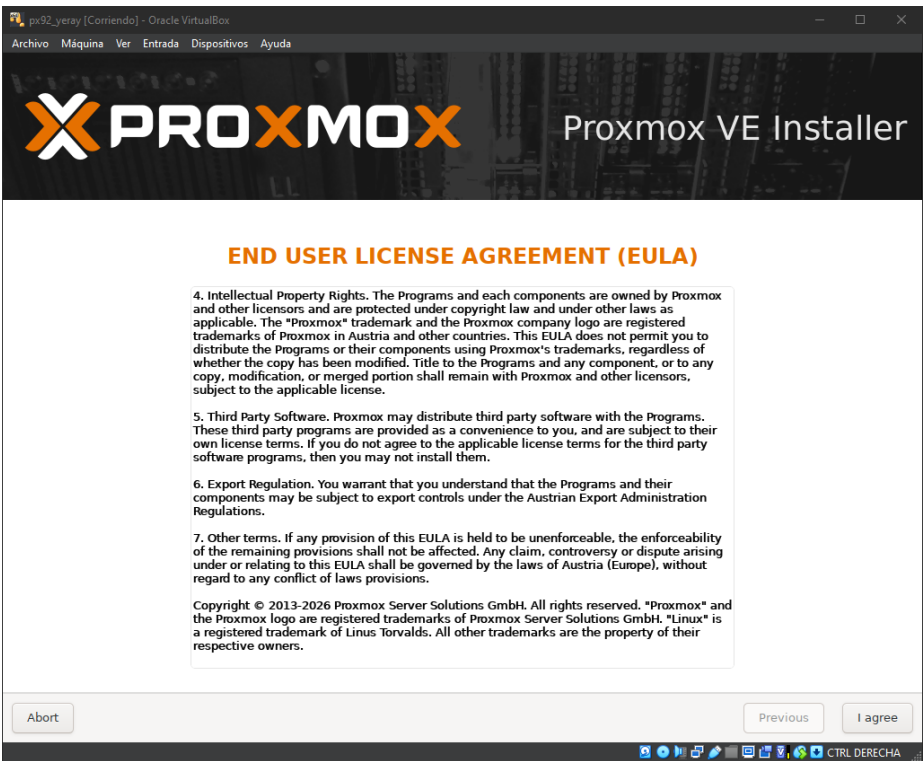 px92_yeray [Corriendo] - Oracle VirtualBox
Archivo Máquina Ver Entrada Dispositivos Ayuda
PROXMOX
Proxmox VE Installer
END USER LICENSE AGREEMENT (EULA)
4. Intellectual Property Rights. The Programs and each components are owned by Proxmox
and other licensors and are protected under copyright law and under other laws as
applicable. The "Proxmox" trademark and the Proxmox company logo are registered
trademarks of Proxmox in Austria and other countries. This EULA does not permit you to
distribute the Programs or their components using Proxmox's trademarks, regardless of
whether the copy has been modified. Title to the Programs and any component, or to any
copy, modification, or merged portion shall remain with Proxmox and other licensors,
subject to the applicable license.
5. Third Party Software. Proxmox may distribute third party software with the Programs.
These third party programs are provided as a convenience to you, and are subject to their
own license terms. If you do not agree to the applicable license terms for the third party
software programs, then you may not install them.
6. Export Regulation. You warrant that you understand that the Programs and their
components may be subject to export controls under the Austrian Export Administration
Regulations.
7. Other terms. If any provision of this EULA is held to be unenforceable, the enforceability
of the remaining provisions shall not be affected. Any claim, controversy or dispute arising
under or relating to this EULA shall be governed by the laws of Austria (Europe), without
regard to any conflict of laws provisions.
Copyright © 2013-2026 Proxmox Server Solutions GmbH. All rights reserved. "Proxmox" and
the Proxmox logo are registered trademarks of Proxmox Server Solutions GmbH. "Linux" is
a registered trademark of Linus Torvalds. All other trademarks are the property of their
respective owners.
Abort
Previous
I agree
CTRL DERECHA